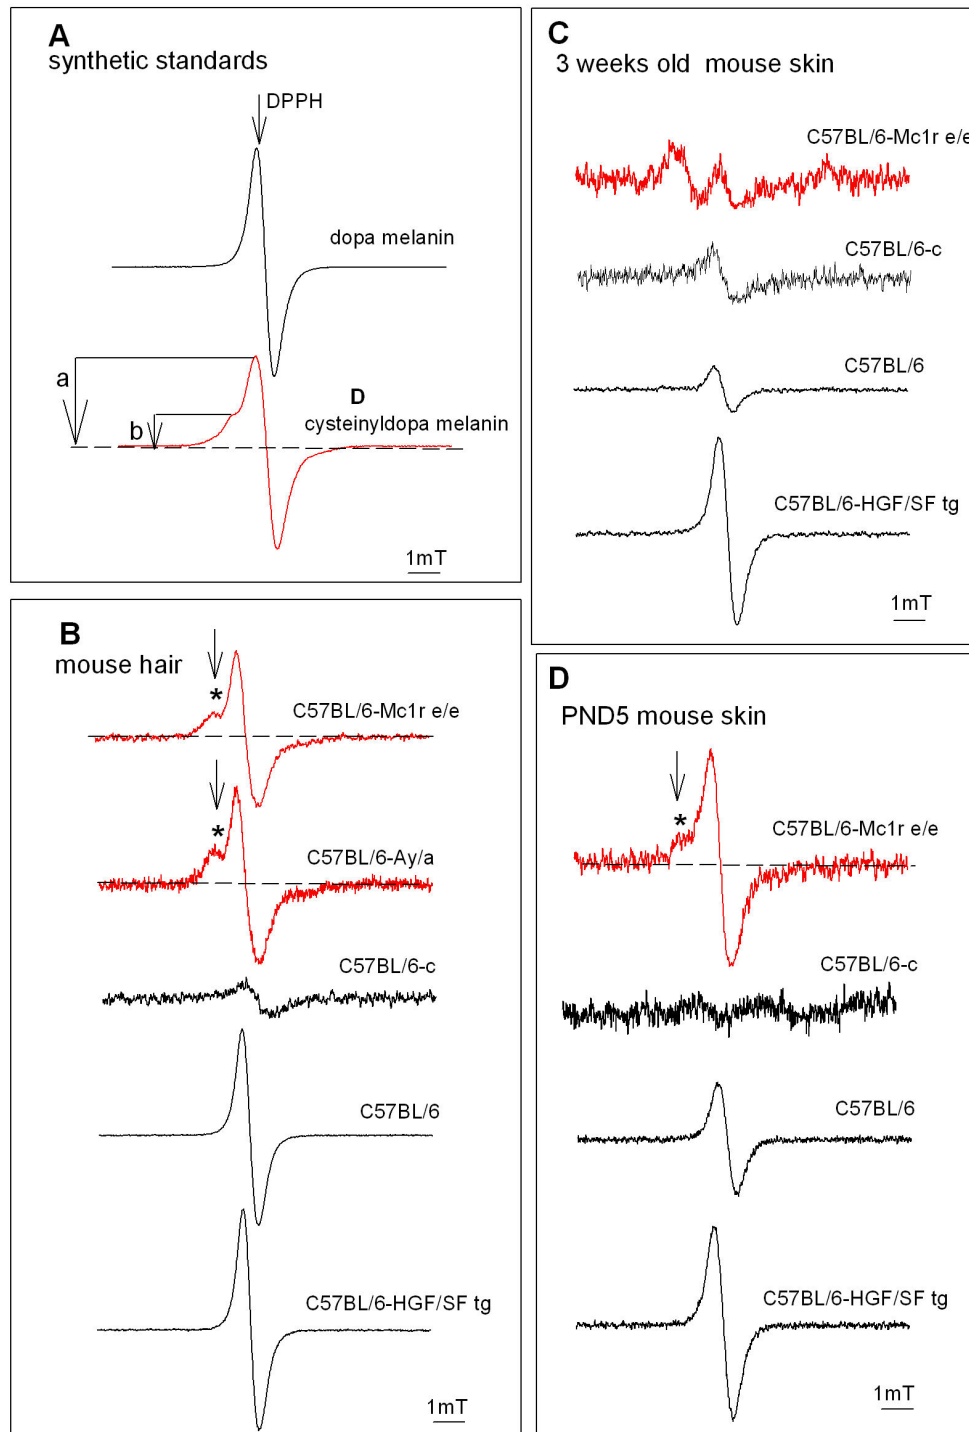 A
synthetic standards
DPPH
dopa melanin
a
b
D
cysteinyldopa melanin
1mT
B
mouse hair
*
C57BL/6-Mc1r e/e
*
C57BL/6-Ay/a
C57BL/6-c
C57BL/6
C57BL/6-HGF/SF tg
1mT
C
3 weeks old mouse skin
C57BL/6-Mc1r e/e
C57BL/6-c
C57BL/6
C57BL/6-HGF/SF tg
1mT
D
PND5 mouse skin
*
C57BL/6-Mc1r e/e
C57BL/6-c
C57BL/6
C57BL/6-HGF/SF tg
1mT